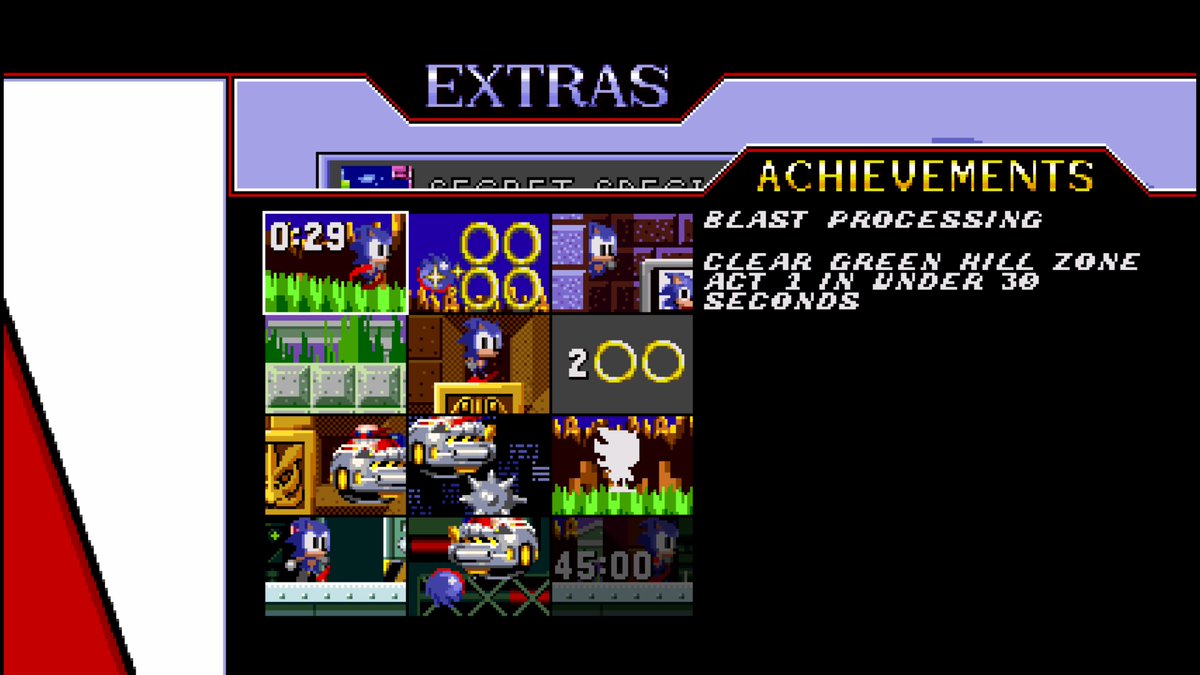 EXTRAS
ACHIEVEMENTS
BLAST PROCESSING
CLEAR GREEN HILL ZONE
ACT 1 IN UNDER 30
SECONDS
0:29
2
45:00